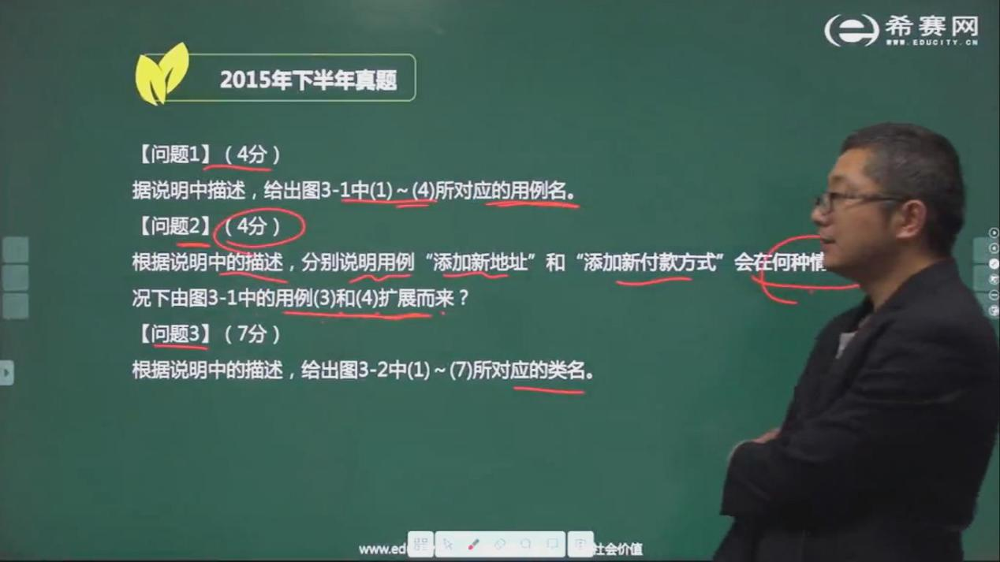 希赛网
WWW.EDUCITY.CN
2015年下半年真题
【问题1】（4分）
据说明中描述，给出图3-1中(1)～(4)所对应的用例名。
【问题2】（4分）
根据说明中的描述，分别说明用例“添加新地址”和“添加新付款方式”会在何种情
况下由图3-1中的用例(3)和(4)扩展而来？
【问题3】（7分）
根据说明中的描述，给出图3-2中(1)～(7)所对应的类名。
www.ed
社会价值